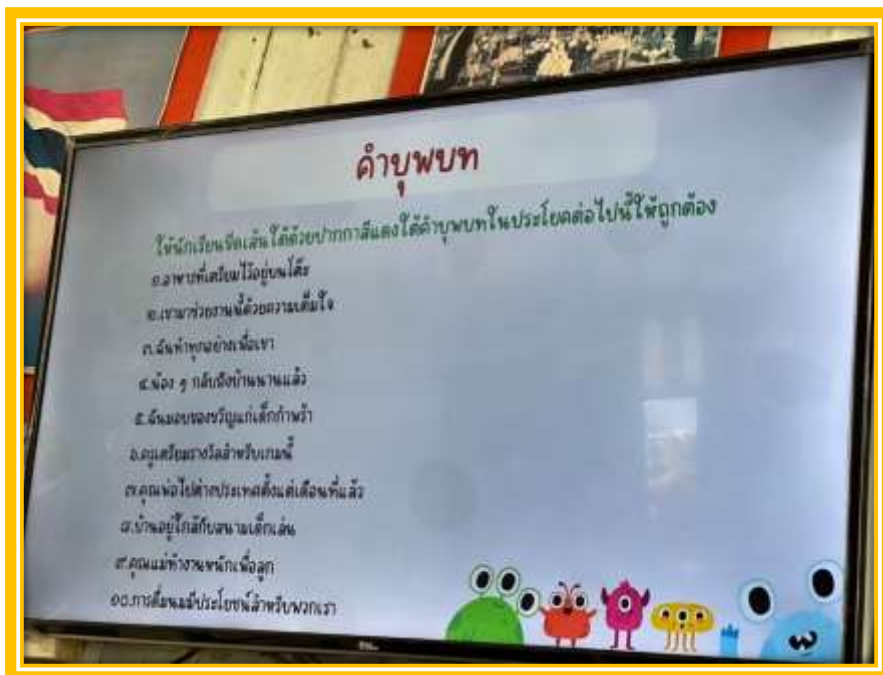 คำบุพบท
ให้นักเรียนขีดเส้นใต้ด้วยปากกาสีแดงใต้คำบุพบทในประโยคต่อไปนี้ให้ถูกต้อง
๑.อาหารที่เตรียมไว้อยู่บนโต๊ะ
๒.เขามาช่วยงานนี้ด้วยความเต็มใจ
๓.ฉันทำทุกอย่างเพื่อเขา
๔.น้อง ๆ กลับถึงบ้านนานแล้ว
๕.ฉันมอบของขวัญแก่เด็กกำพร้า
๖.ครูเตรียมรางวัลสำหรับเกมนี้
๗.คุณพ่อไปต่างประเทศตั้งแต่เดือนที่แล้ว
๘.บ้านอยู่ใกล้กับสนามเด็กเล่น
๙.คุณแม่ทำงานหนักเพื่อลูก
๑๐.การดื่มนมมีประโยชน์สำหรับพวกเรา